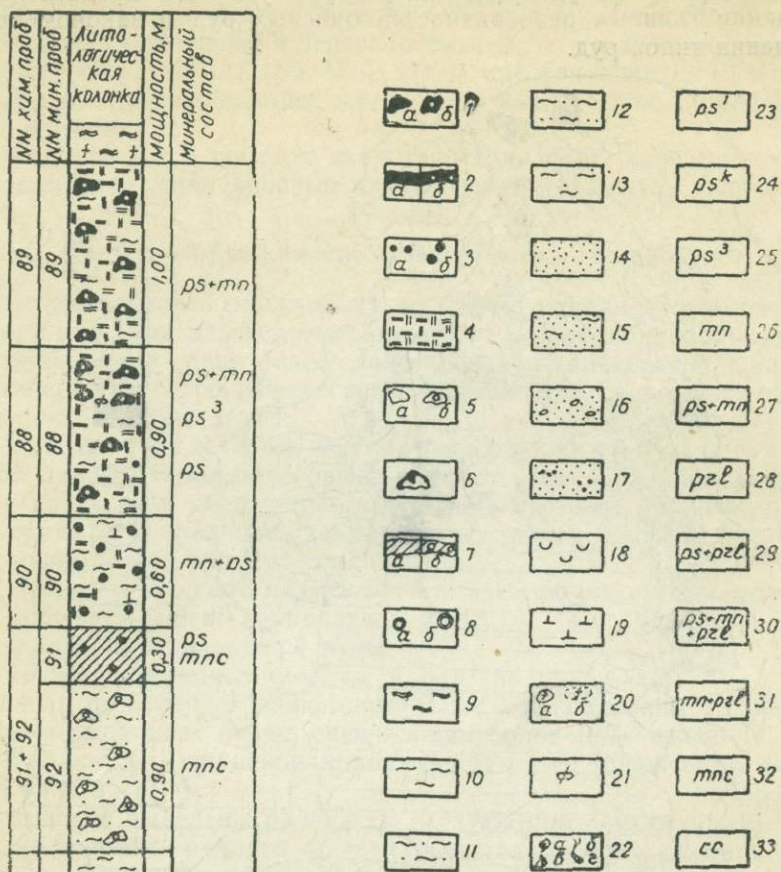 NN хим. проб
NN мин. проб
Лито-
логичес-
кая
колонка
мощность, м
минеральный
состав
89
89
1,00
ps+mn
88
88
0,90
ps+mn
ps³
ps
90
90
0,60
mn+ps
91
0,30
ps
mnc
91+92
92
0,90
mnc
а б 1
12
ps¹ 23
а б 2
13
psᵏ 24
а б 3
14
ps³ 25
4
15
mn 26
а б 5
16
ps+mn 27
6
17
pzl 28
а б 7
18
ps+pzl 29
а б 8
19
ps+mn
+pzl 30
9
а б 20
mn+pzl 31
10
21
mnc 32
11
а б
в г 22
cc 33